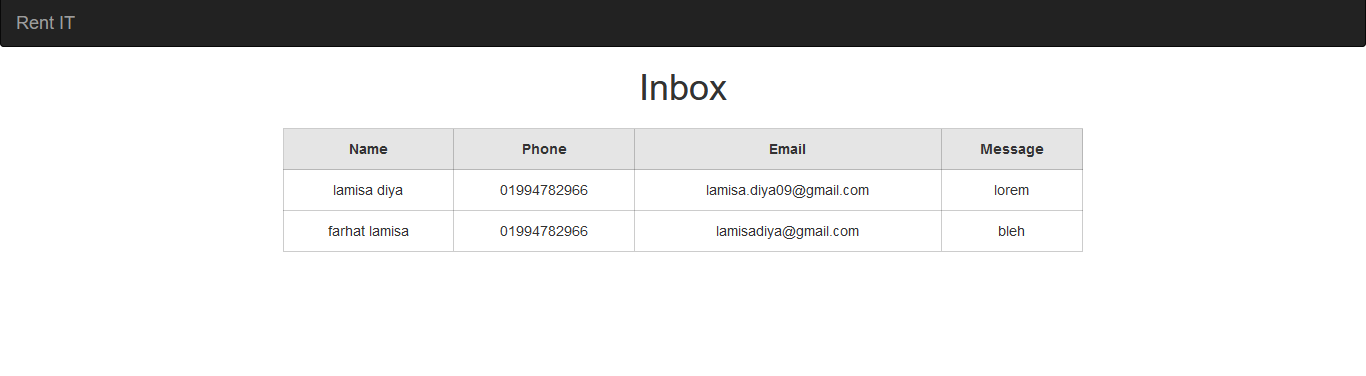 Rent IT
Inbox
Name Phone Email Message
lamisa diya 01994782966 lamisa.diya09@gmail.com lorem
farhat lamisa 01994782966 lamisadiya@gmail.com bleh